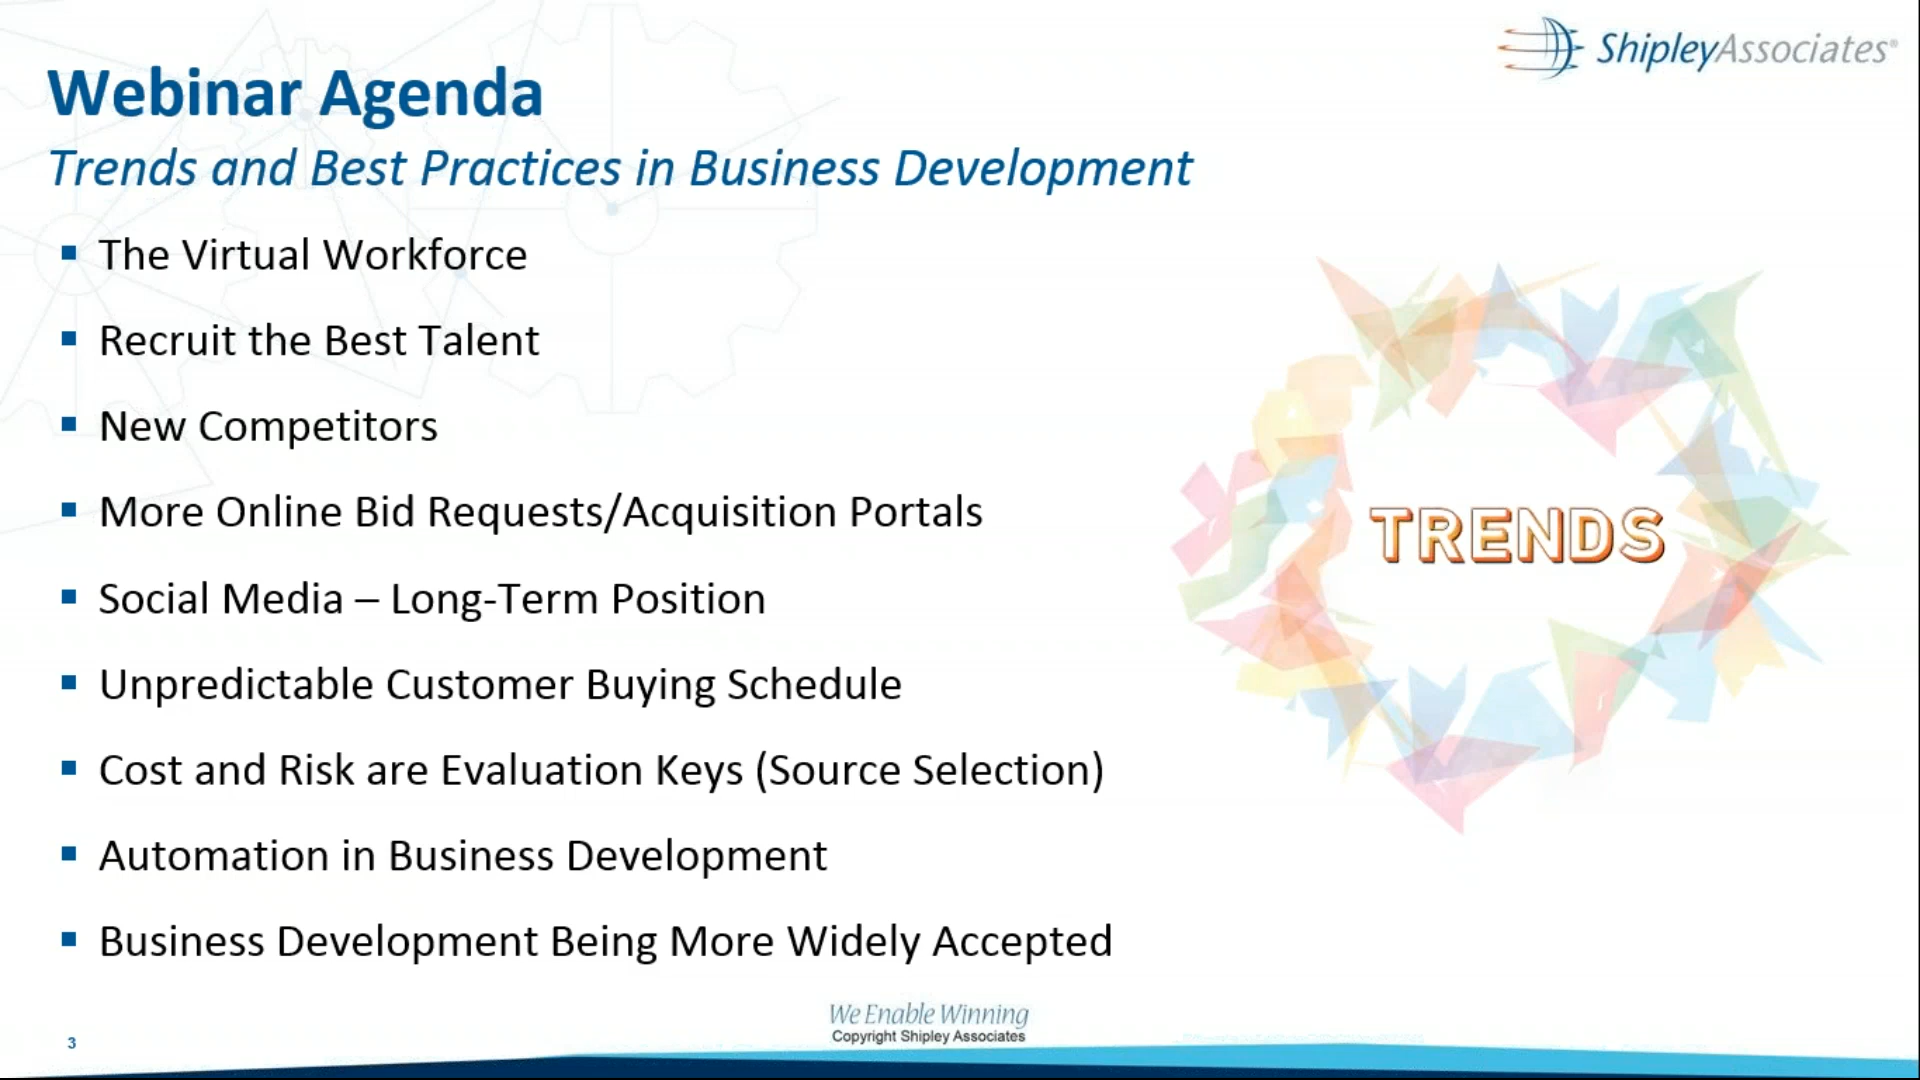 ShipleyAssociates®
Webinar Agenda
Trends and Best Practices in Business Development
▪ The Virtual Workforce
▪ Recruit the Best Talent
▪ New Competitors
▪ More Online Bid Requests/Acquisition Portals
▪ Social Media – Long-Term Position
▪ Unpredictable Customer Buying Schedule
▪ Cost and Risk are Evaluation Keys (Source Selection)
▪ Automation in Business Development
▪ Business Development Being More Widely Accepted
TRENDS
We Enable Winning
Copyright Shipley Associates
3